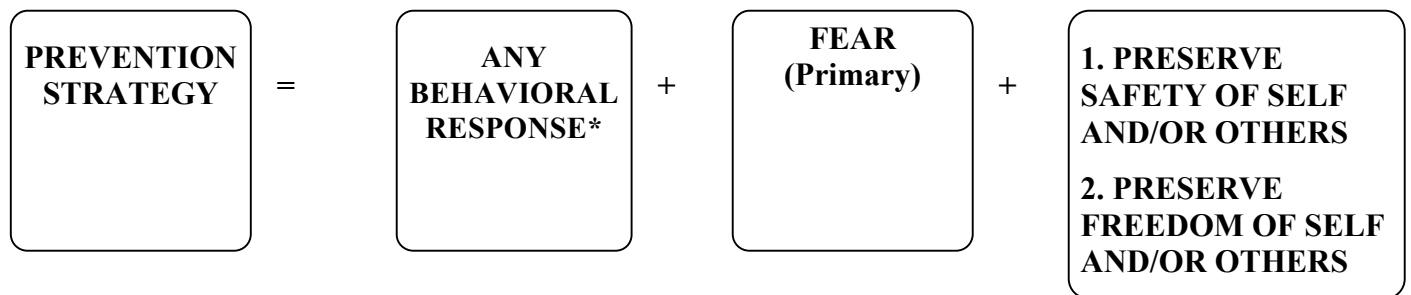 PREVENTION
STRATEGY
=
ANY
BEHAVIORAL
RESPONSE*
+
FEAR
(Primary)
+
1. PRESERVE
SAFETY OF SELF
AND/OR OTHERS
2. PRESERVE
FREEDOM OF SELF
AND/OR OTHERS